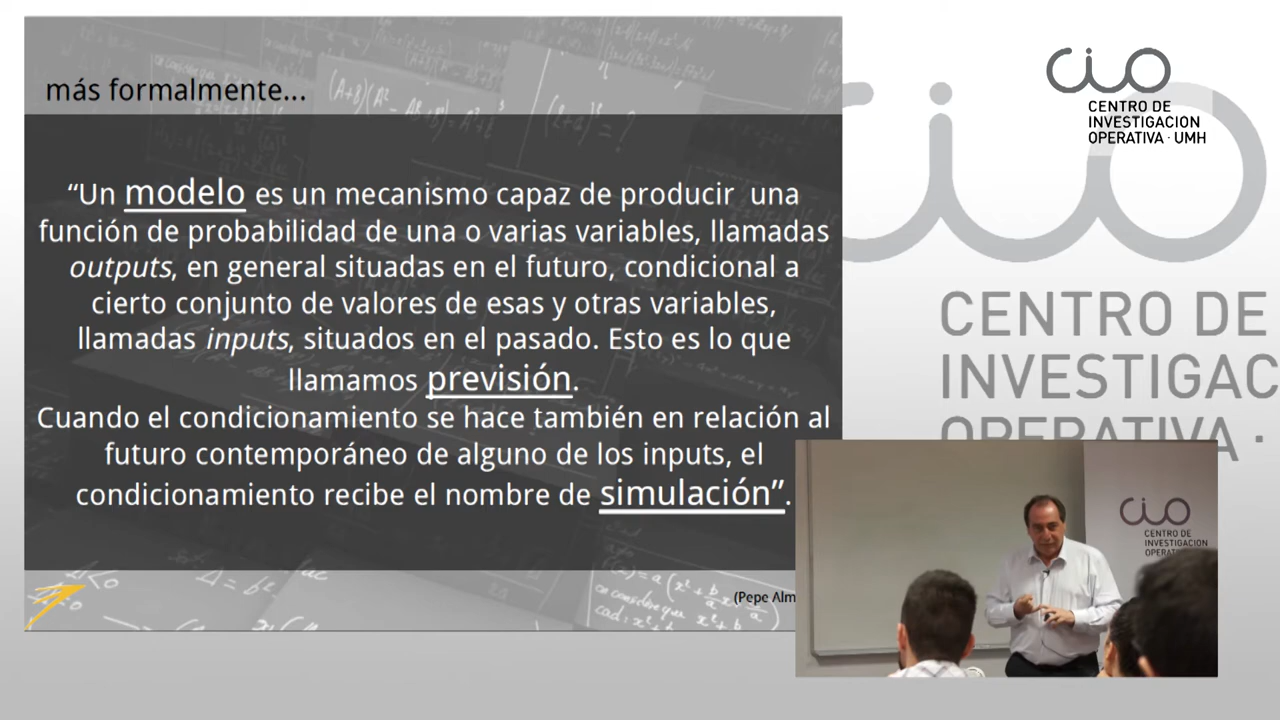 más formalmente...
“Un modelo es un mecanismo capaz de producir una
función de probabilidad de una o varias variables, llamadas
outputs, en general situadas en el futuro, condicional a
cierto conjunto de valores de esas y otras variables,
llamadas inputs, situados en el pasado. Esto es lo que
llamamos previsión.
Cuando el condicionamiento se hace también en relación al
futuro contemporáneo de alguno de los inputs, el
condicionamiento recibe el nombre de simulación”.
(Pepe Alm
cio
CENTRO DE
INVESTIGACION
OPERATIVA · UMH
cio
CENTRO DE
INVESTIGAC
OPERATIVA ·
cio
CENTRO DE
INVESTIGACION